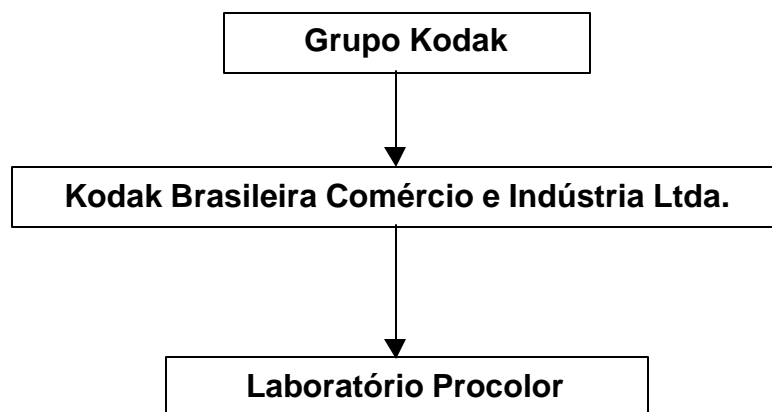 Grupo Kodak
Kodak Brasileira Comércio e Indústria Ltda.
Laboratório Procolor